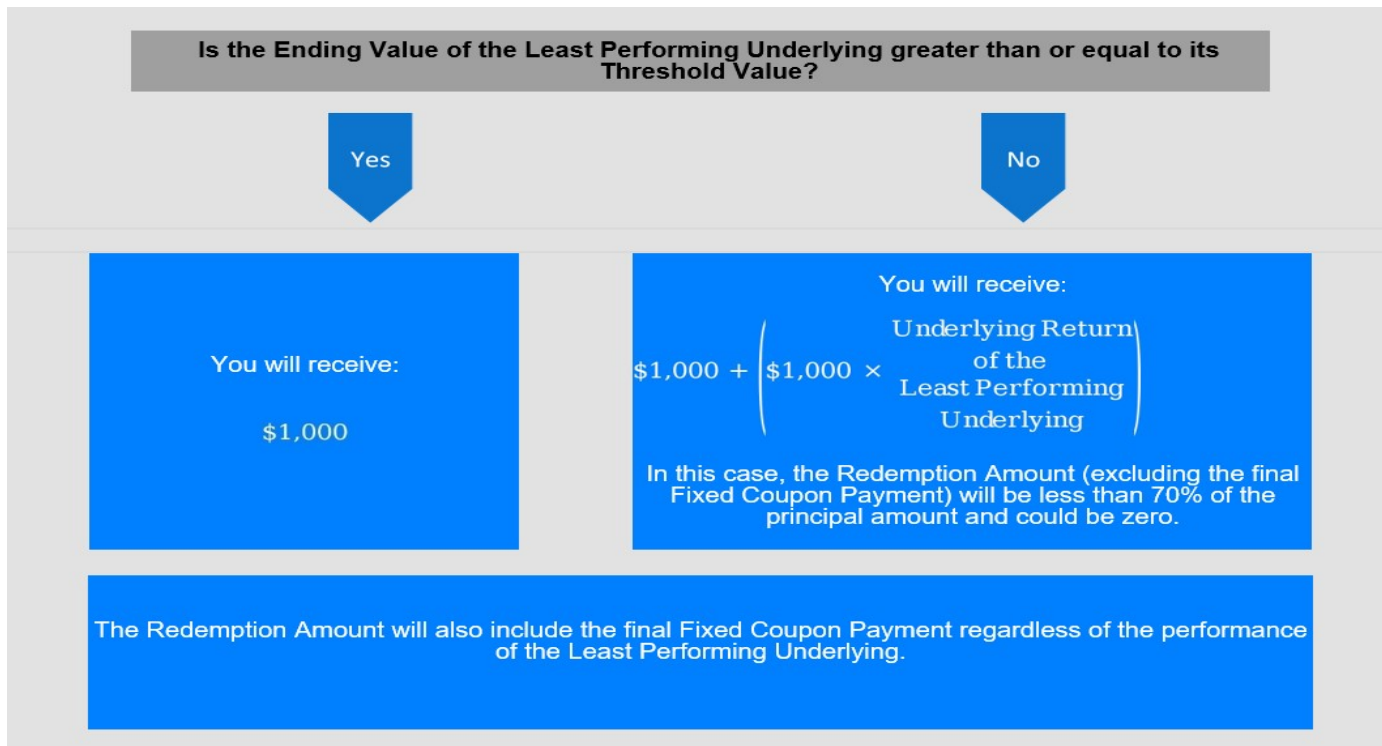 Is the Ending Value of the Least Performing Underlying greater than or equal to its
Threshold Value?
Yes
No
You will receive:
$1,000
You will receive:
$1,000 + ($1,000 × Underlying Return
of the
Least Performing
Underlying)
In this case, the Redemption Amount (excluding the final
Fixed Coupon Payment) will be less than 70% of the
principal amount and could be zero.
The Redemption Amount will also include the final Fixed Coupon Payment regardless of the performance
of the Least Performing Underlying.